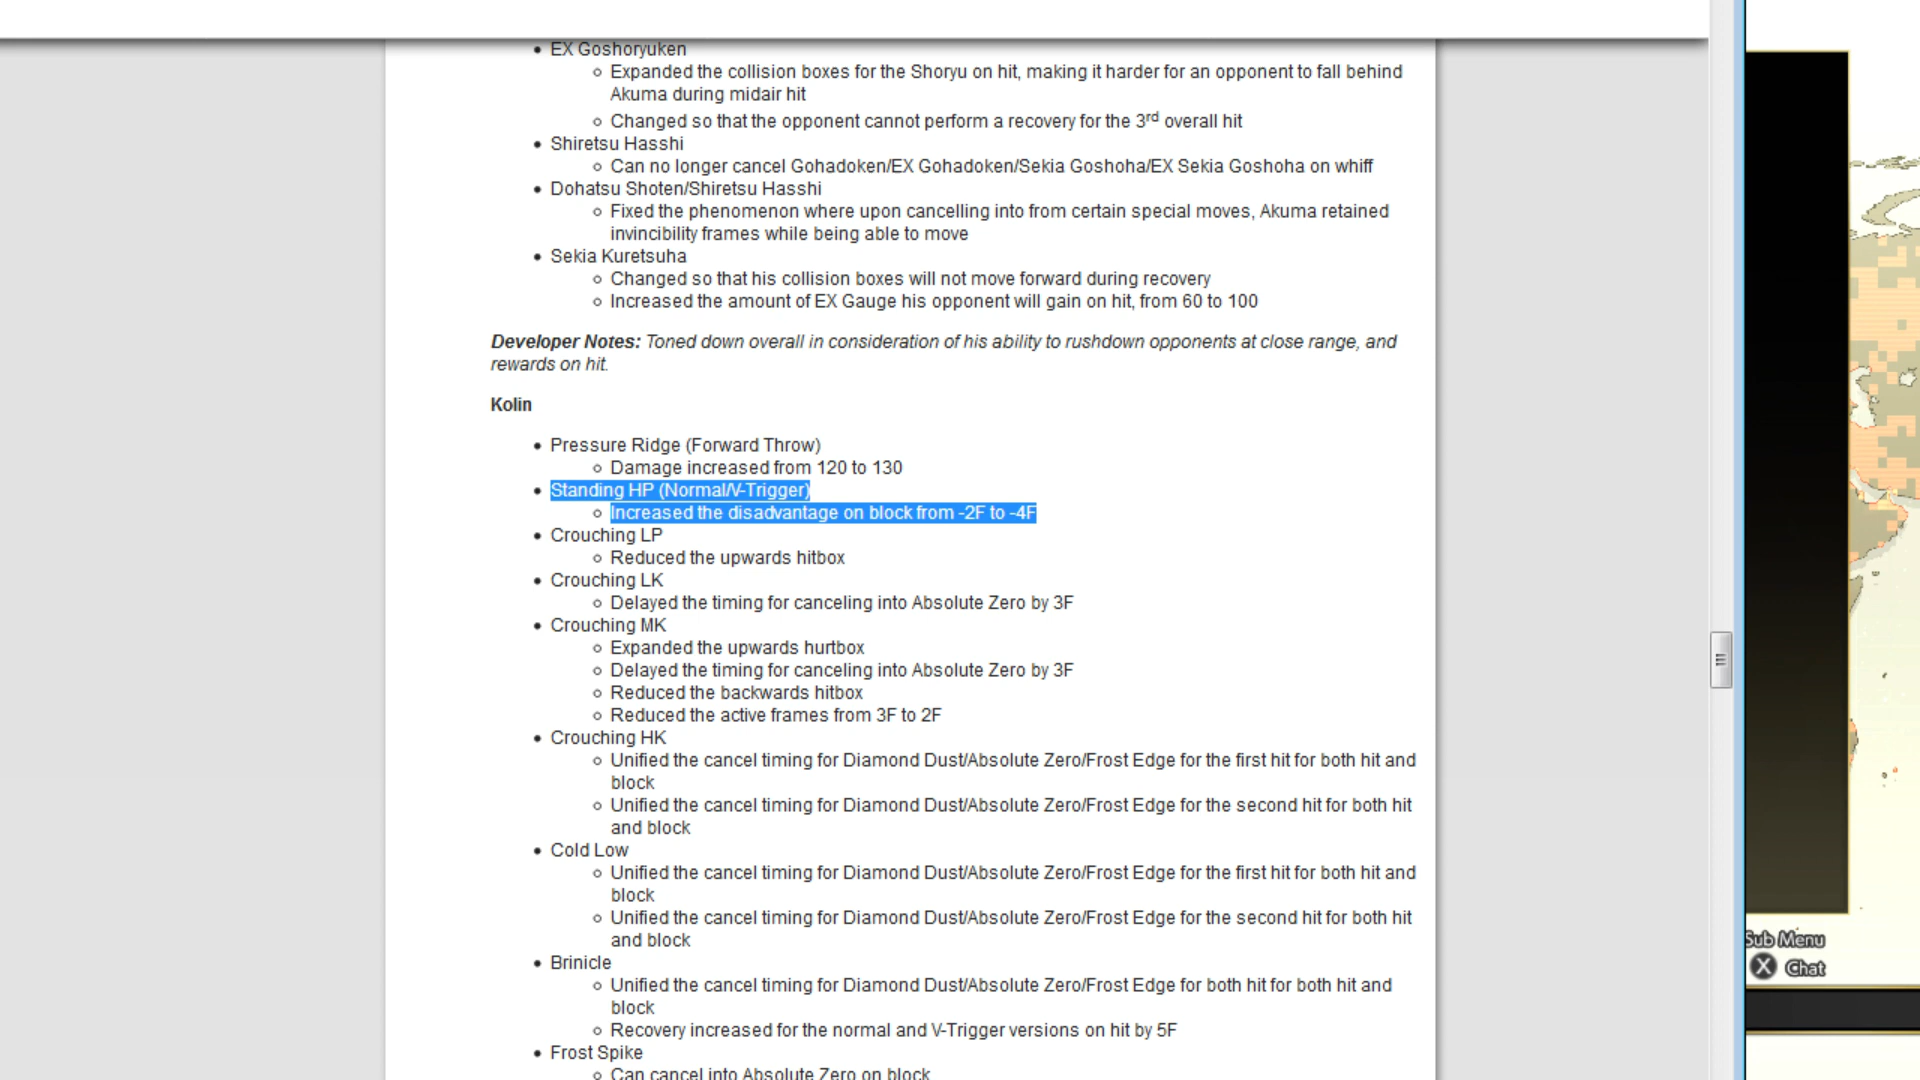 • EX Goshoryuken
○ Expanded the collision boxes for the Shoryu on hit, making it harder for an opponent to fall behind
Akuma during midair hit
○ Changed so that the opponent cannot perform a recovery for the 3rd overall hit
• Shiretsu Hasshi
○ Can no longer cancel Gohadoken/EX Gohadoken/Sekia Goshoha/EX Sekia Goshoha on whiff
• Dohatsu Shoten/Shiretsu Hasshi
○ Fixed the phenomenon where upon cancelling into from certain special moves, Akuma retained
invincibility frames while being able to move
• Sekia Kuretsuha
○ Changed so that his collision boxes will not move forward during recovery
○ Increased the amount of EX Gauge his opponent will gain on hit, from 60 to 100
Developer Notes: Toned down overall in consideration of his ability to rushdown opponents at close range, and
rewards on hit.
Kolin
• Pressure Ridge (Forward Throw)
○ Damage increased from 120 to 130
• Standing HP (Normal/V-Trigger)
○ Increased the disadvantage on block from -2F to -4F
• Crouching LP
○ Reduced the upwards hitbox
• Crouching LK
○ Delayed the timing for canceling into Absolute Zero by 3F
• Crouching MK
○ Expanded the upwards hurtbox
○ Delayed the timing for canceling into Absolute Zero by 3F
○ Reduced the backwards hitbox
○ Reduced the active frames from 3F to 2F
• Crouching HK
○ Unified the cancel timing for Diamond Dust/Absolute Zero/Frost Edge for the first hit for both hit and
block
○ Unified the cancel timing for Diamond Dust/Absolute Zero/Frost Edge for the second hit for both hit
and block
• Cold Low
○ Unified the cancel timing for Diamond Dust/Absolute Zero/Frost Edge for the first hit for both hit and
block
○ Unified the cancel timing for Diamond Dust/Absolute Zero/Frost Edge for the second hit for both hit
and block
• Brinicle
○ Unified the cancel timing for Diamond Dust/Absolute Zero/Frost Edge for both hit for both hit and
block
○ Recovery increased for the normal and V-Trigger versions on hit by 5F
• Frost Spike
○ Can cancel into Absolute Zero on block
Sub Menu
X Chat